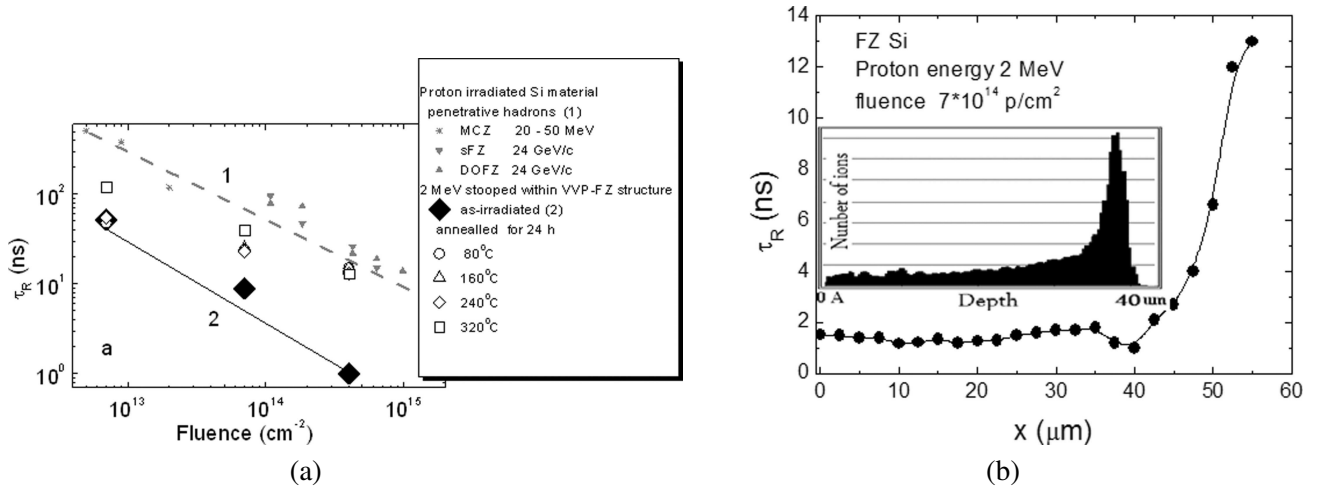 Proton irradiated Si material
penetrative hadrons (1)
MCZ 20 - 50 MeV
sFZ 24 GeV/c
DOFZ 24 GeV/c
2 MeV stooped within VVP-FZ structure
as-irradiated (2)
annealled for 24 h
80°C
160°C
240°C
320°C
10²
10¹
10⁰
τR (ns)
1
2
a
10¹³
10¹⁴
10¹⁵
Fluence (cm⁻²)
(a)
b
14
12
10
8
6
4
2
0
τR (ns)
FZ Si
Proton energy 2 MeV
fluence 7*10¹⁴ p/cm²
Nunber of ions
0 A
Depth
40 um
0
10
20
30
40
50
60
x (μm)
(b)